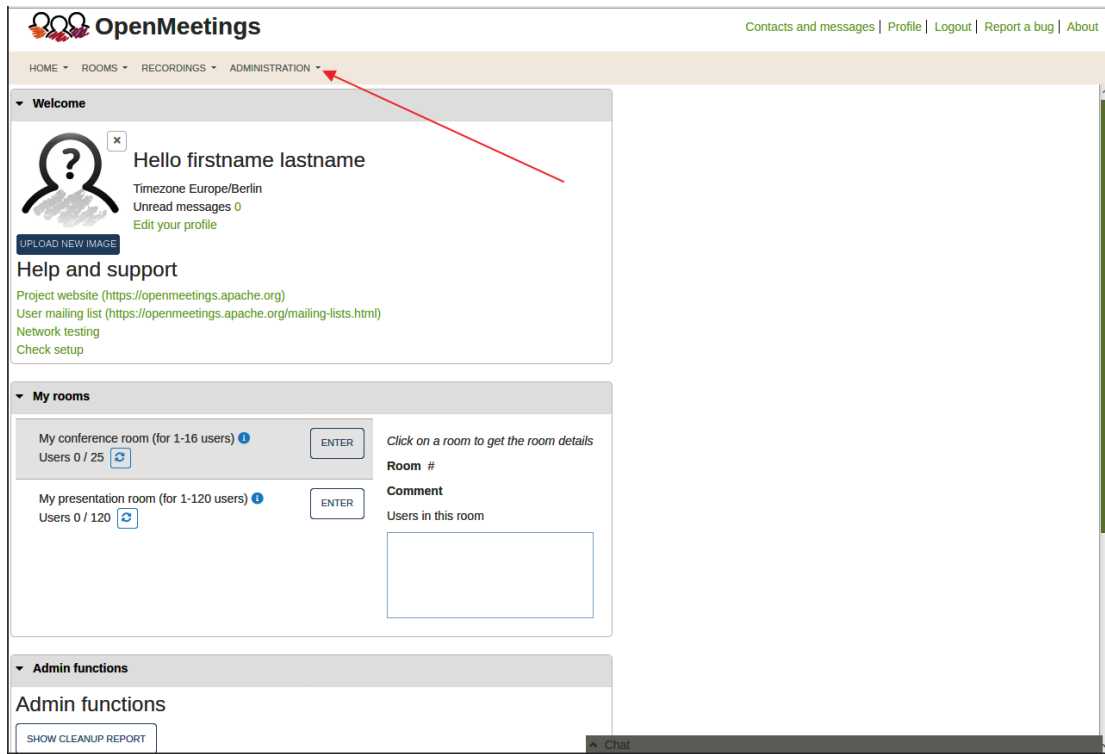 OpenMeetings
Contacts and messages | Profile | Logout | Report a bug | About
HOME ROOMS RECORDINGS ADMINISTRATION
Welcome
?
Hello firstname lastname
Timezone Europe/Berlin
Unread messages 0
Edit your profile
UPLOAD NEW IMAGE
Help and support
Project website (https://openmeetings.apache.org)
User mailing list (https://openmeetings.apache.org/mailing-lists.html)
Network testing
Check setup
My rooms
My conference room (for 1-16 users)
Users 0 / 25
ENTER
My presentation room (for 1-120 users)
Users 0 / 120
ENTER
Click on a room to get the room details
Room #
Comment
Users in this room
Admin functions
Admin functions
SHOW CLEANUP REPORT
Chat